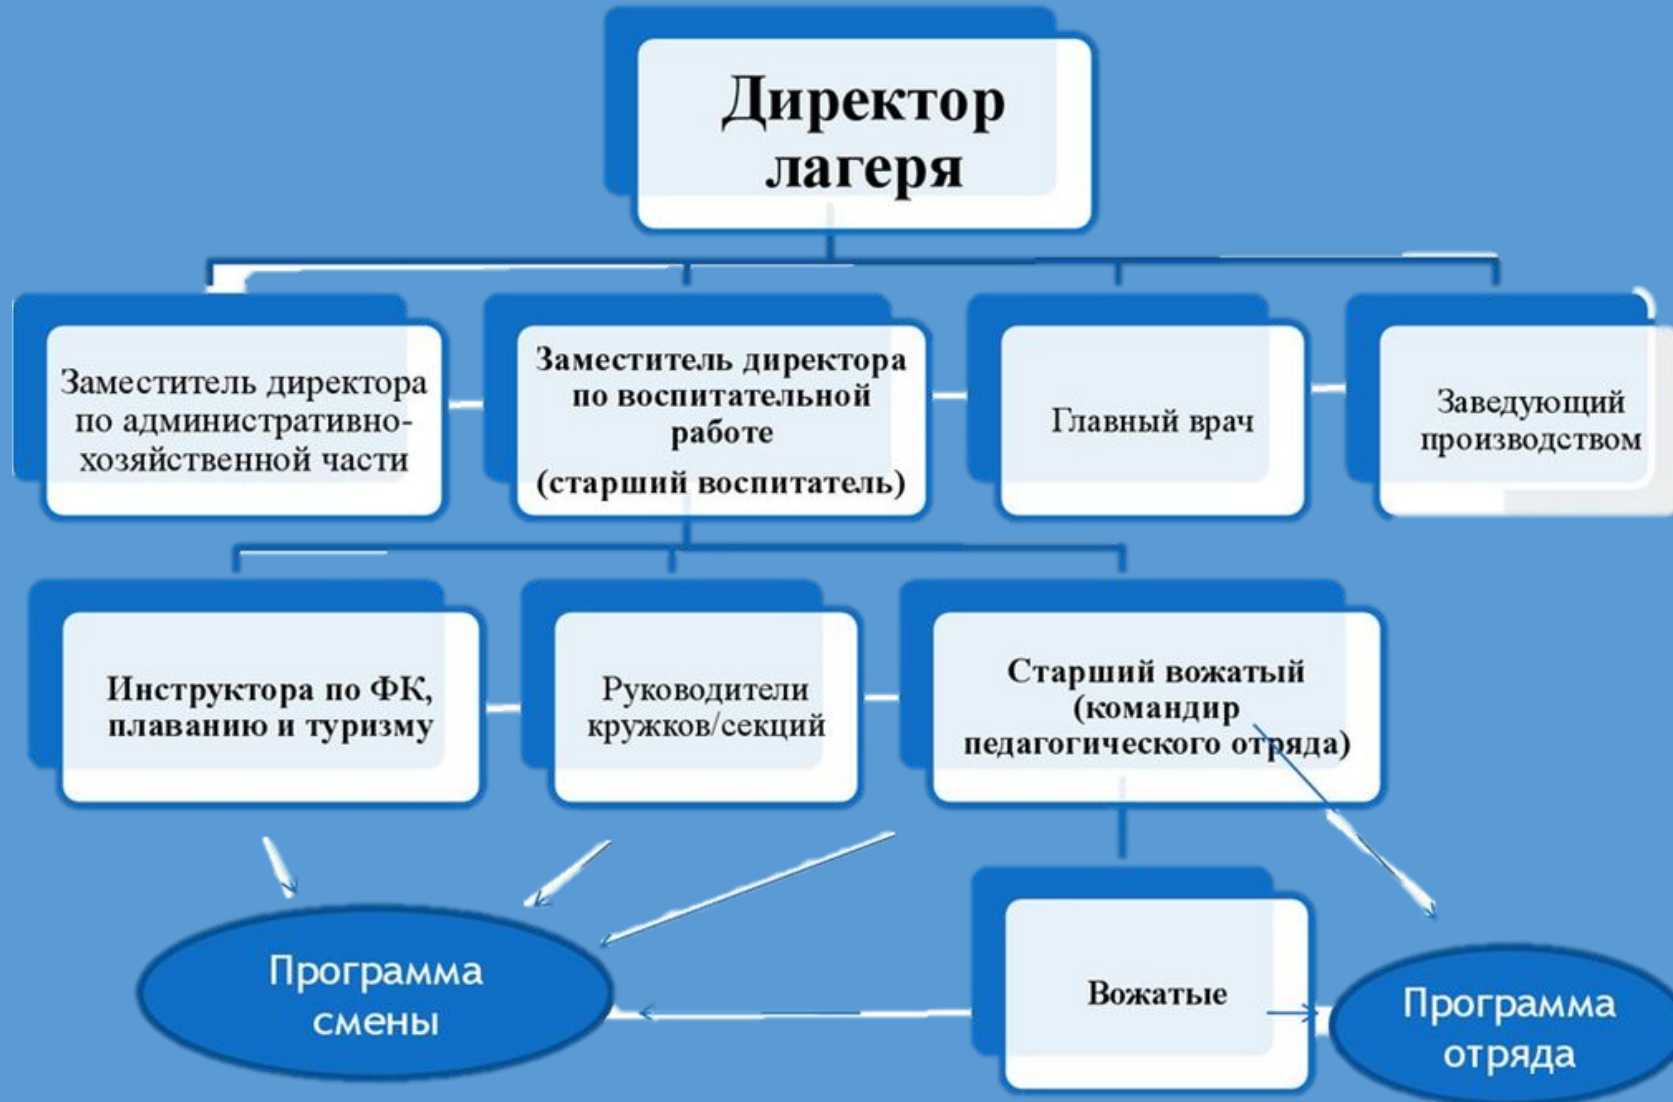 Директор
лагеря
Заместитель директора
по административно-
хозяйственной части
Заместитель директора
по воспитательной
работе
(старший воспитатель)
Главный врач
Заведующий
производством
Инструктора по ФК,
плаванию и туризму
Руководители
кружков/секций
Старший вожатый
(командир
педагогического отряда)
Программа
смены
Вожатые
Программа
отряда